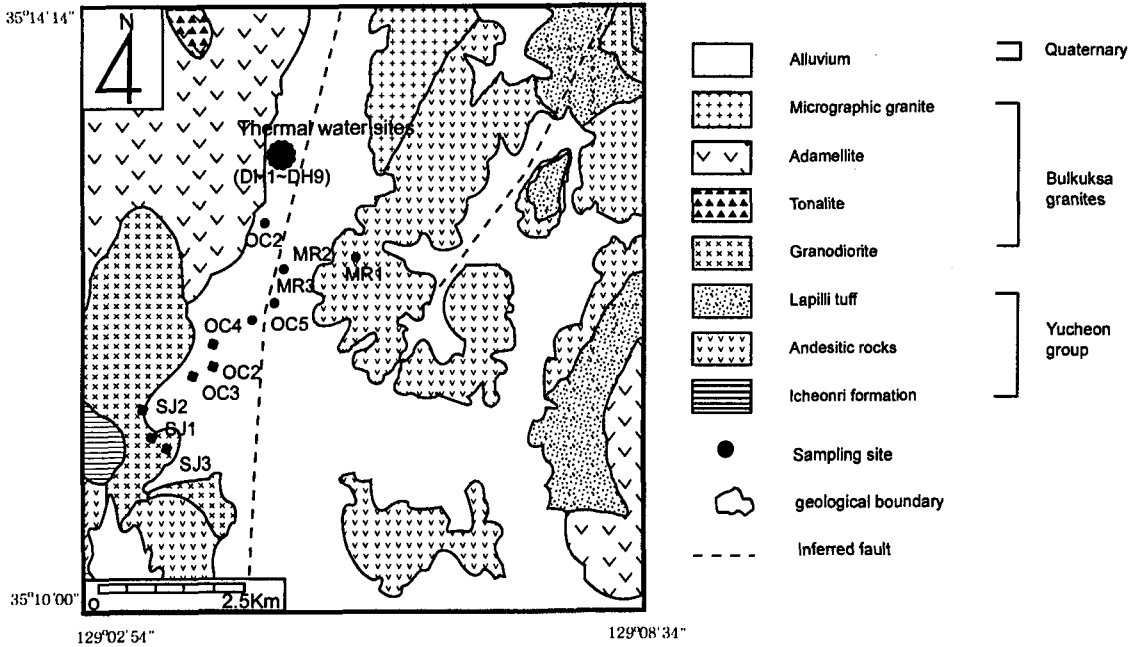 35°14'14"
N
Thermal water sites
(DH1~DH9)
OC2
MR2
MR1
MR3
OC4
OC5
OC2
OC3
SJ2
SJ1
SJ3
0
2.5Km
35°10'00"
129°02'54"
129°08'34"
Alluvium
Quaternary
Micrographic granite
Adamellite
Bulkuksa
granites
Tonalite
Granodiorite
Lapilli tuff
Yucheon
group
Andesitic rocks
Icheonri formation
Sampling site
geological boundary
Inferred fault